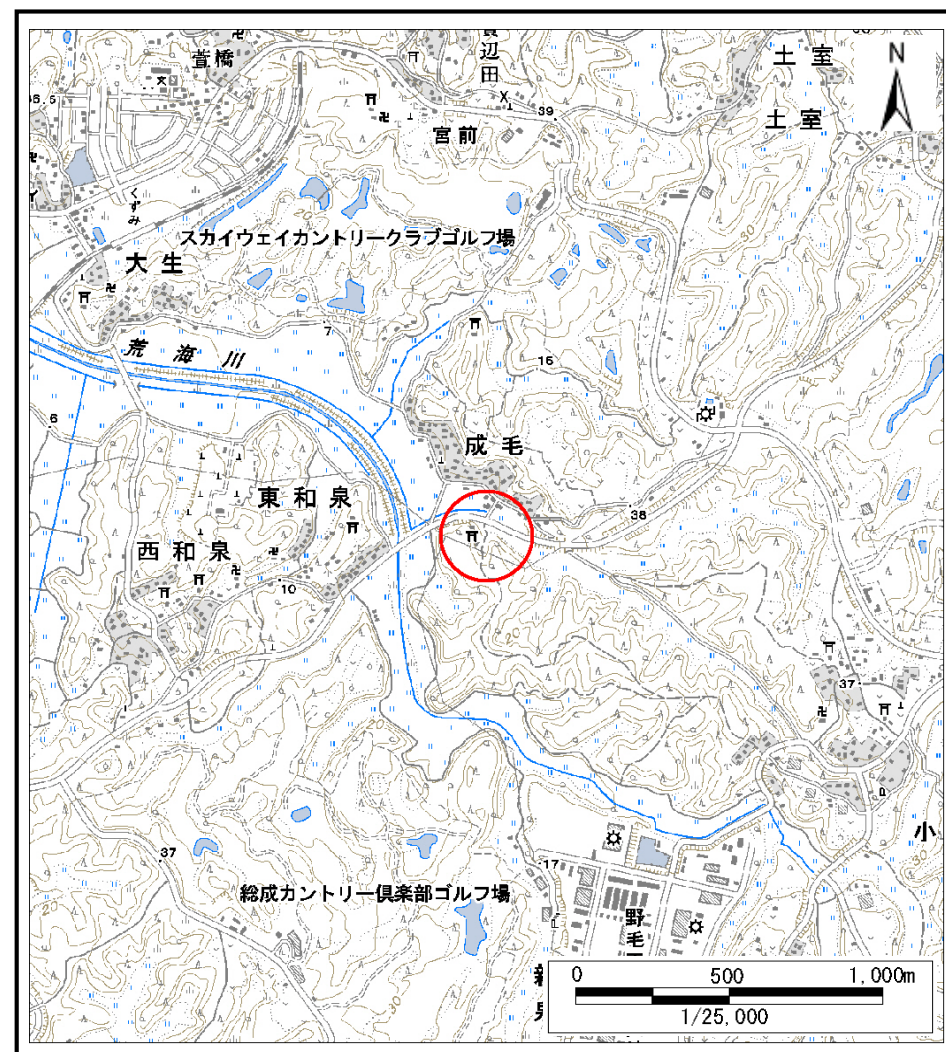 菅橋
土室
N
土室
39
宮前
くずみ
スカイウェイカントリークラブゴルフ場
大生
7
荒海川
16
6
成毛
東和泉
38
西和泉
10
37
37
17
小
総成カントリー倶楽部ゴルフ場
野毛
0 500 1,000m
1/25,000